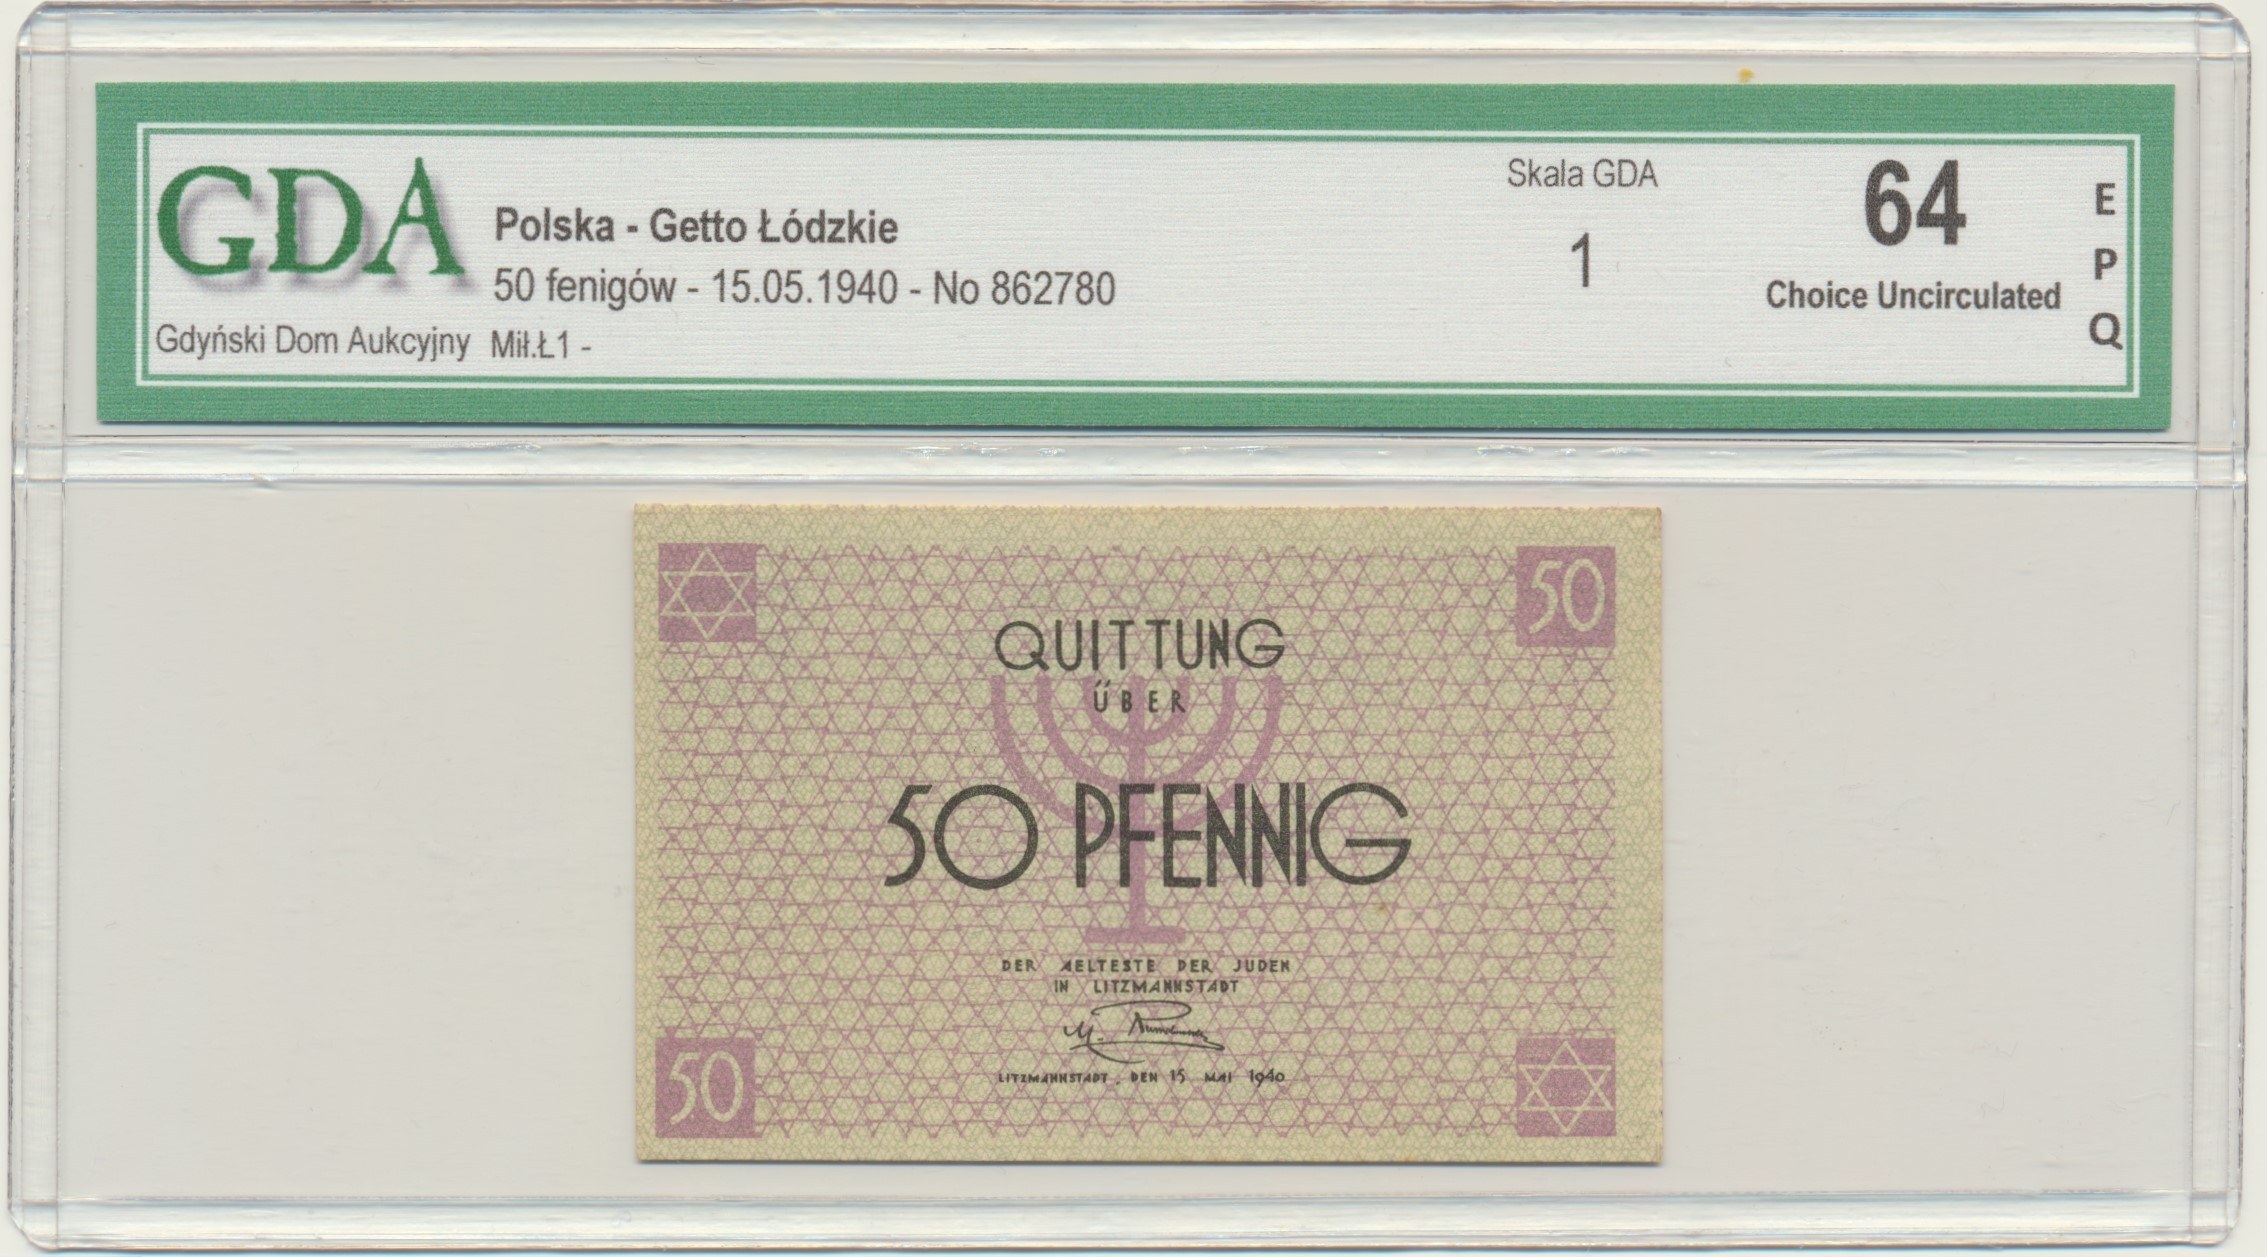 GDA
Gdyński Dom Aukcyjny
Polska - Getto Łódzkie
50 fenigów - 15.05.1940 - No 862780
Mił.Ł1 -
Skala GDA
1
64
Choice Uncirculated
E
P
Q
50
QUITTUNG
ÜBER
50 PFENNIG
DER AELTESTE DER JUDEN
IN LITZMANNSTADT
LITZMANNSTADT, DEN 15 MAI 1940
50